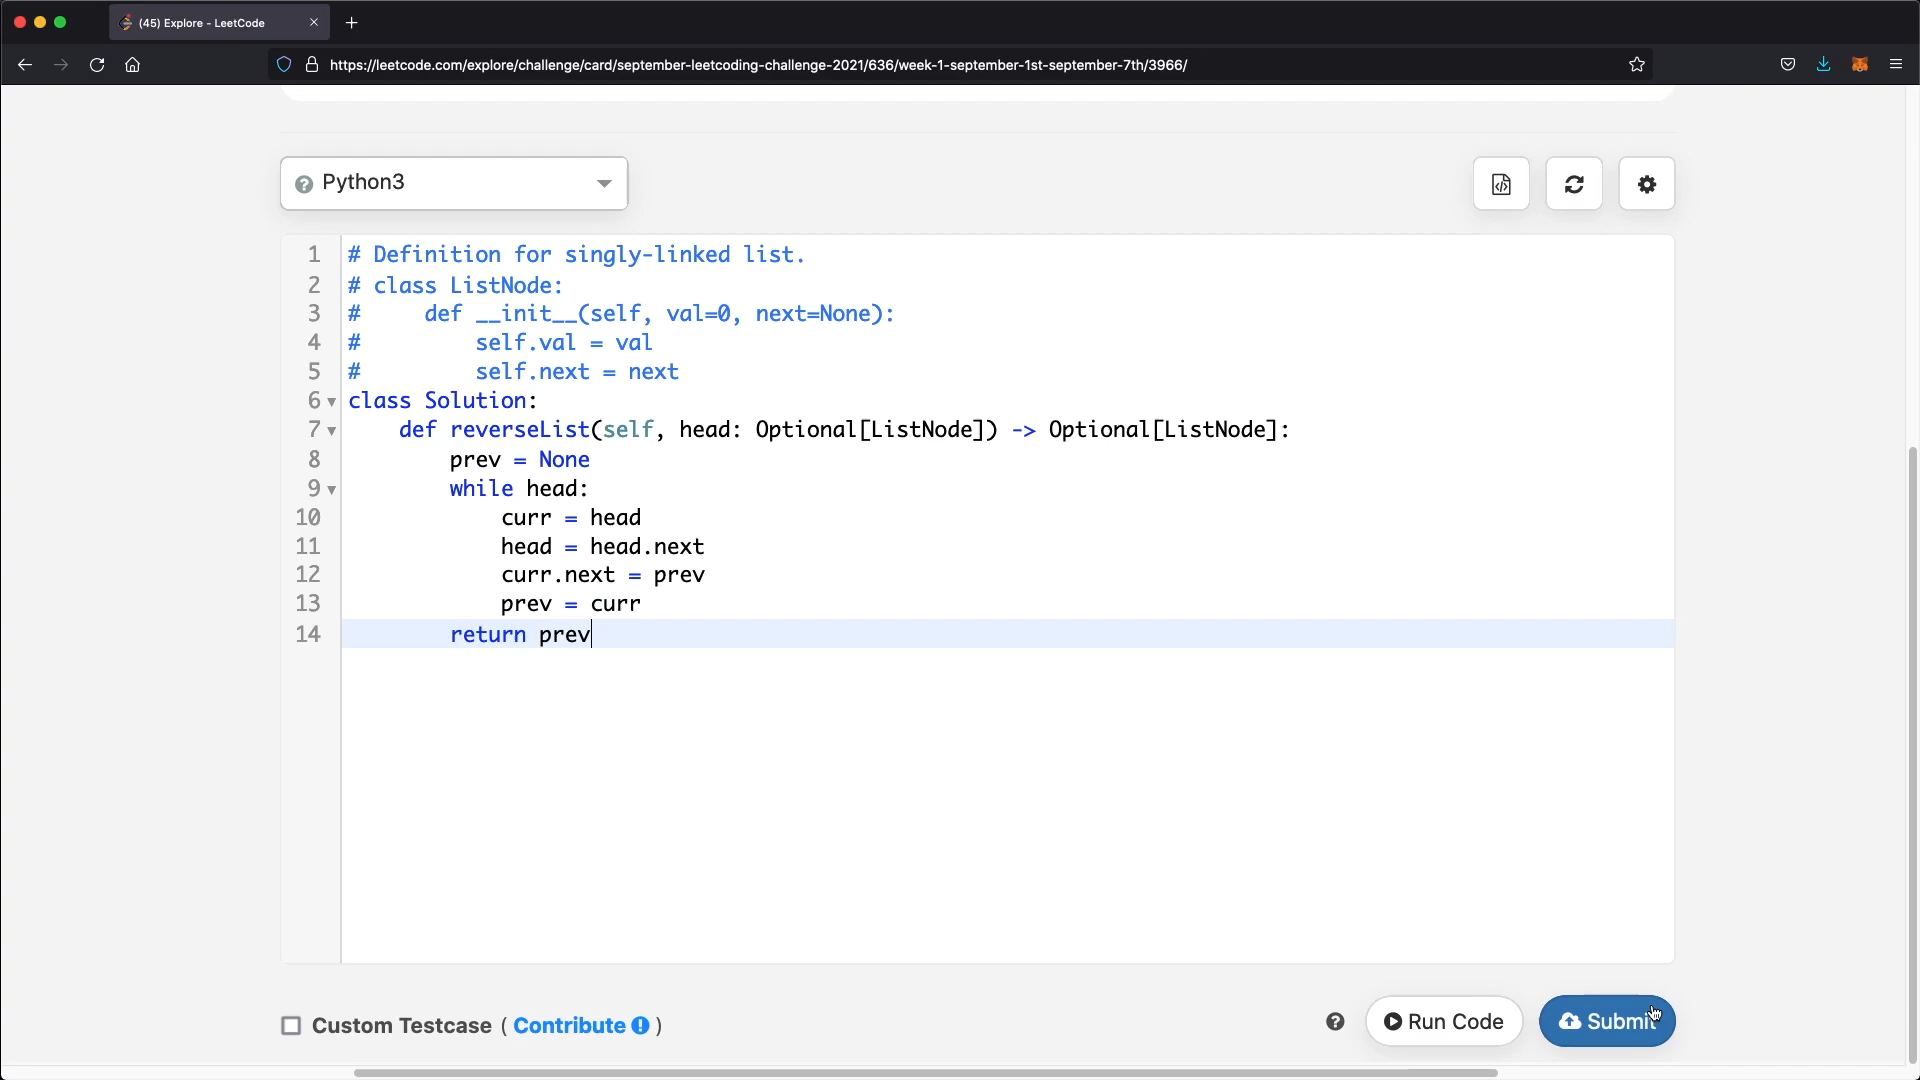 (45) Explore - LeetCode
https://leetcode.com/explore/challenge/card/september-leetcoding-challenge-2021/636/week-1-september-1st-september-7th/3966/
Python3
1 # Definition for singly-linked list.
2 # class ListNode:
3 #     def __init__(self, val=0, next=None):
4 #         self.val = val
5 #         self.next = next
6 class Solution:
7     def reverseList(self, head: Optional[ListNode]) -> Optional[ListNode]:
8         prev = None
9         while head:
10             curr = head
11             head = head.next
12             curr.next = prev
13             prev = curr
14         return prev
Custom Testcase ( Contribute )
Run Code
Submit